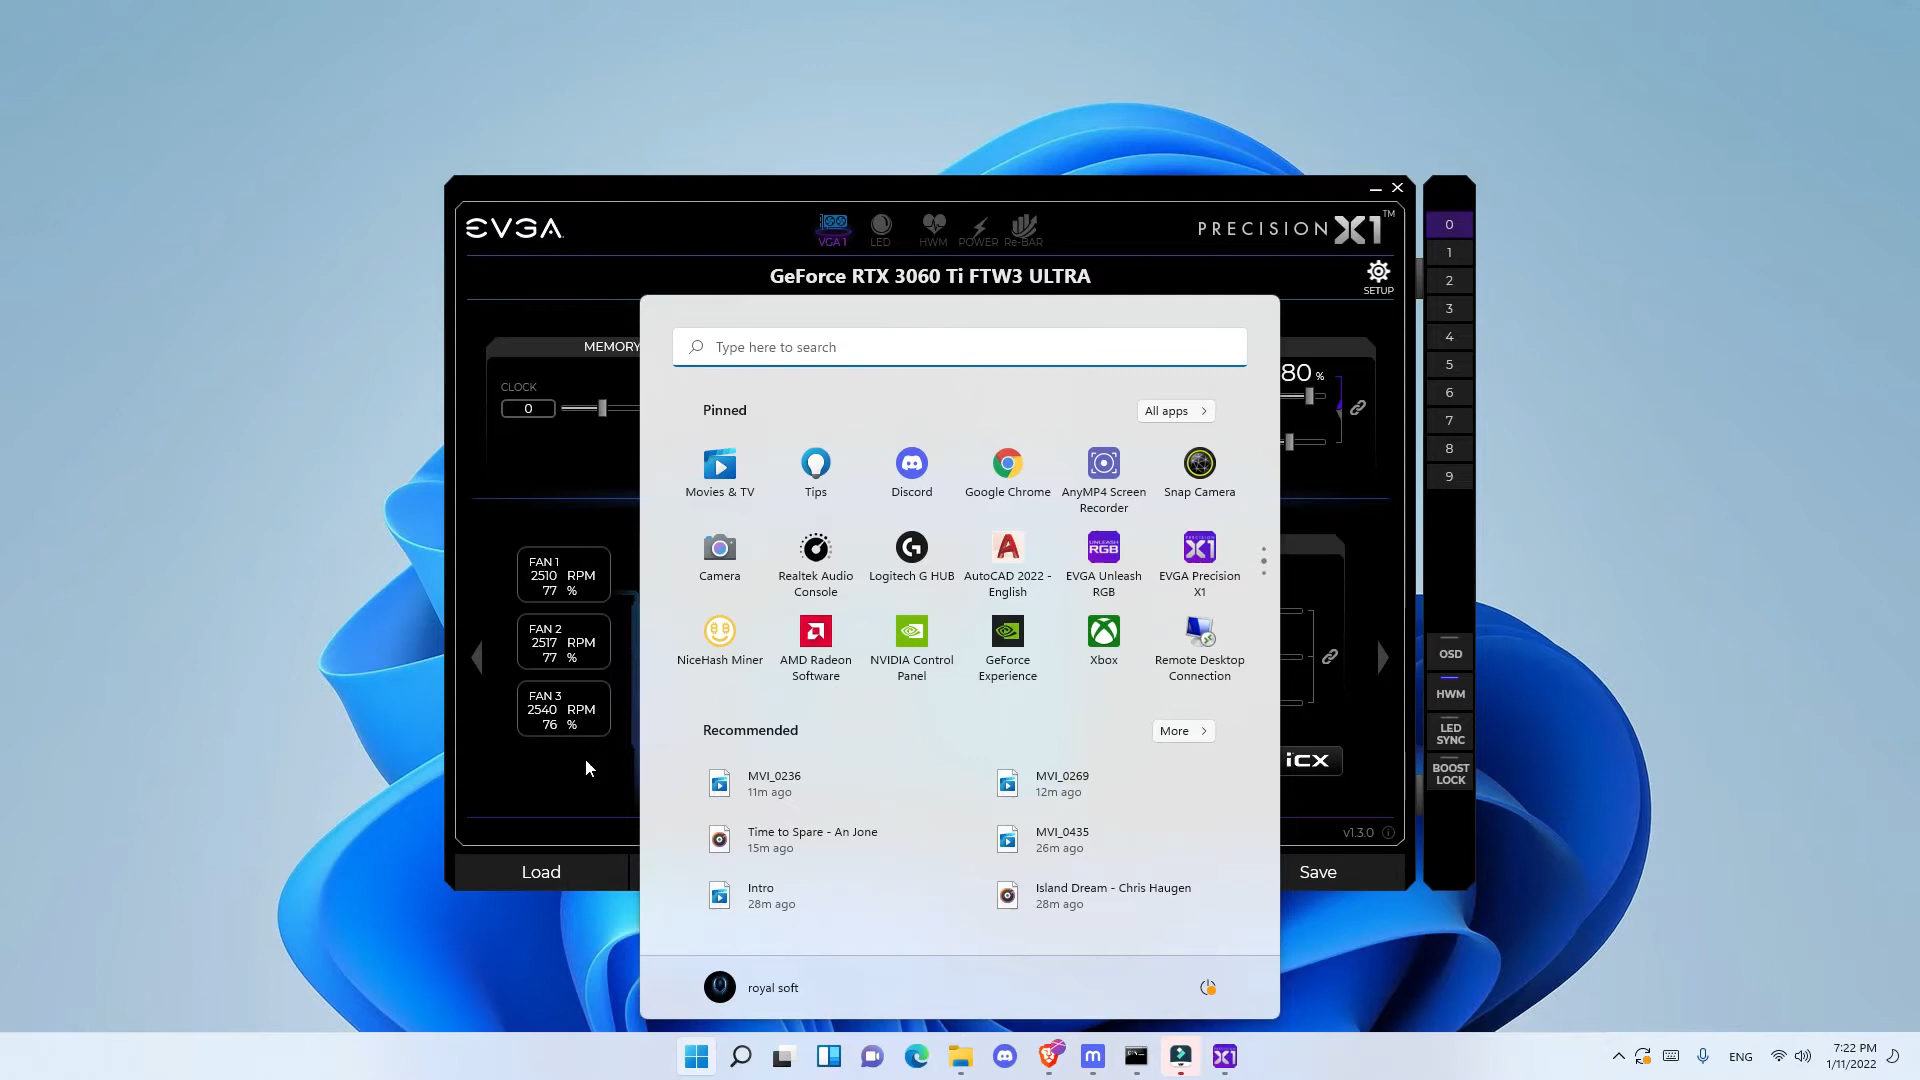 EVGA
VGA 1
LED
HWM
POWER
Re-BAR
PRECISION X1™
GeForce RTX 3060 Ti FTW3 ULTRA
SETUP
MEMORY
CLOCK
0
80 %
FAN 1
2510 RPM
77 %
FAN 2
2517 RPM
77 %
FAN 3
2540 RPM
76 %
iCX
v1.3.0
Load
Save
0
1
2
3
4
5
6
7
8
9
OSD
HWM
LED
SYNC
BOOST
LOCK
Type here to search
Pinned
All apps
Movies & TV
Tips
Discord
Google Chrome
AnyMP4 Screen
Recorder
Snap Camera
Camera
Realtek Audio
Console
Logitech G HUB
AutoCAD 2022 -
English
UNLEASH
RGB
EVGA Unleash
RGB
PRECISION
X1
EVGA Precision
X1
NiceHash Miner
AMD Radeon
Software
NVIDIA Control
Panel
GeForce
Experience
Xbox
Remote Desktop
Connection
Recommended
More
MVI_0236
11m ago
MVI_0269
12m ago
Time to Spare - An Jone
15m ago
MVI_0435
26m ago
Intro
28m ago
Island Dream - Chris Haugen
28m ago
royal soft
X1
ENG
7:22 PM
1/11/2022